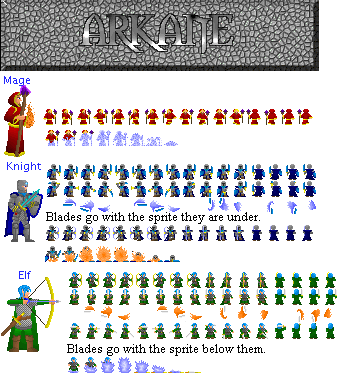 ARKANE
Mage
Knight
Blades go with the sprite they are under.
Elf
Blades go with the sprite below them.